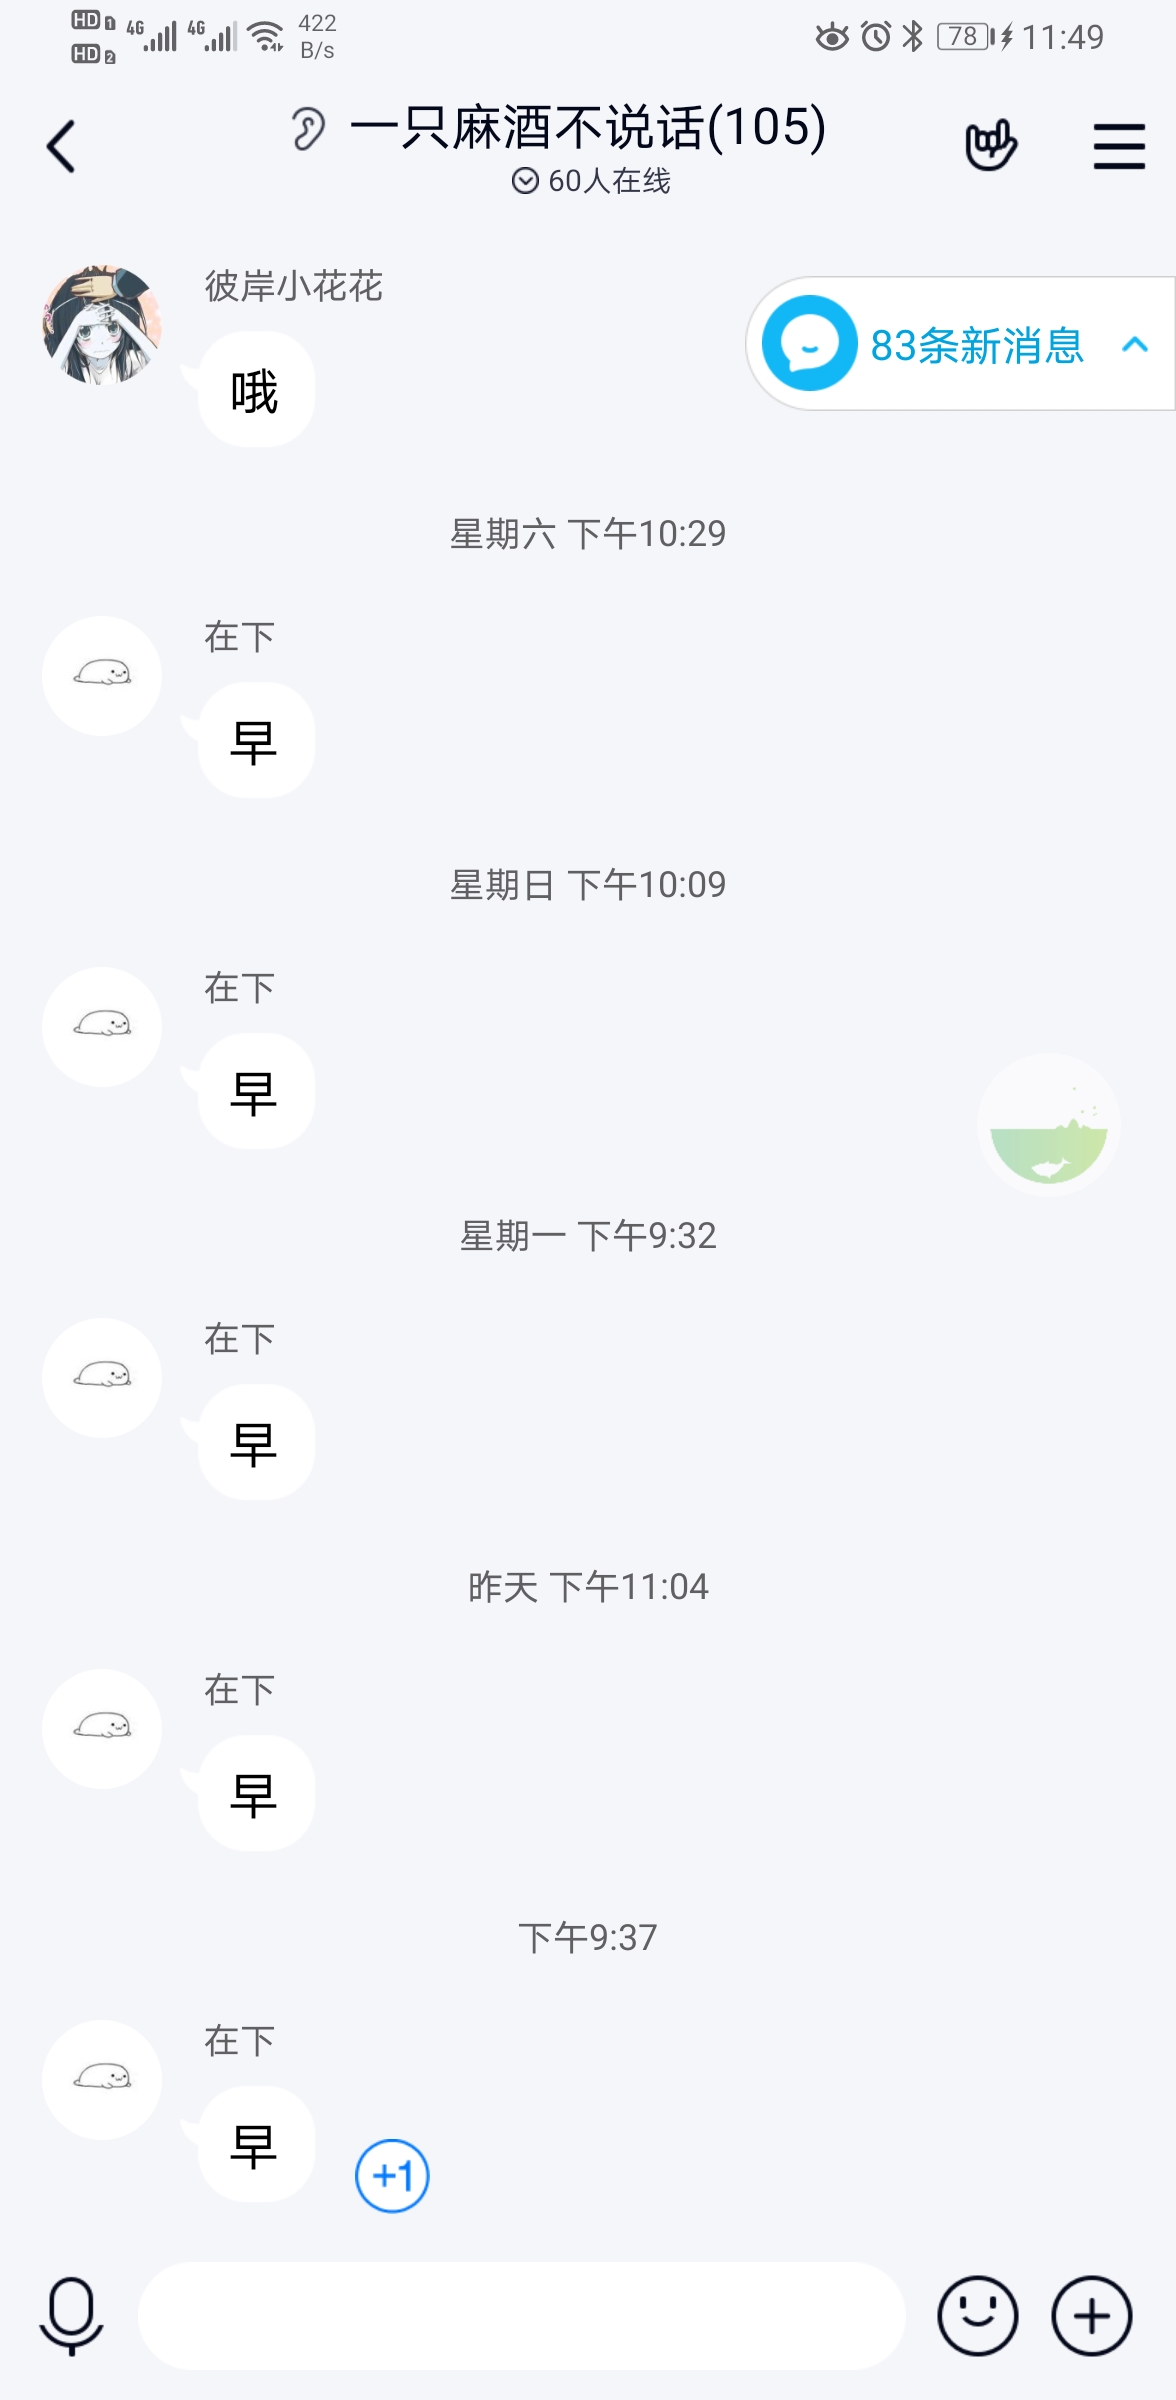 HD 1 4G 4G 422
HD 2 B/s
78 11:49
一只麻酒不说话(105)
60人在线
彼岸小花花
83条新消息
哦
星期六 下午10:29
在下
早
星期日 下午10:09
在下
早
星期一 下午9:32
在下
早
昨天 下午11:04
在下
早
下午9:37
在下
早
+1